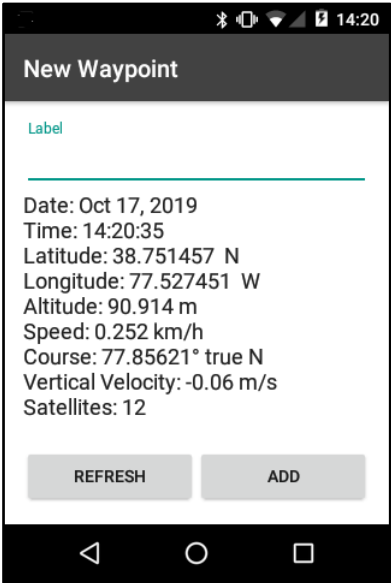 14:20
New Waypoint
Label
Date: Oct 17, 2019
Time: 14:20:35
Latitude: 38.751457  N
Longitude: 77.527451  W
Altitude: 90.914 m
Speed: 0.252 km/h
Course: 77.85621° true N
Vertical Velocity: -0.06 m/s
Satellites: 12
REFRESH ADD